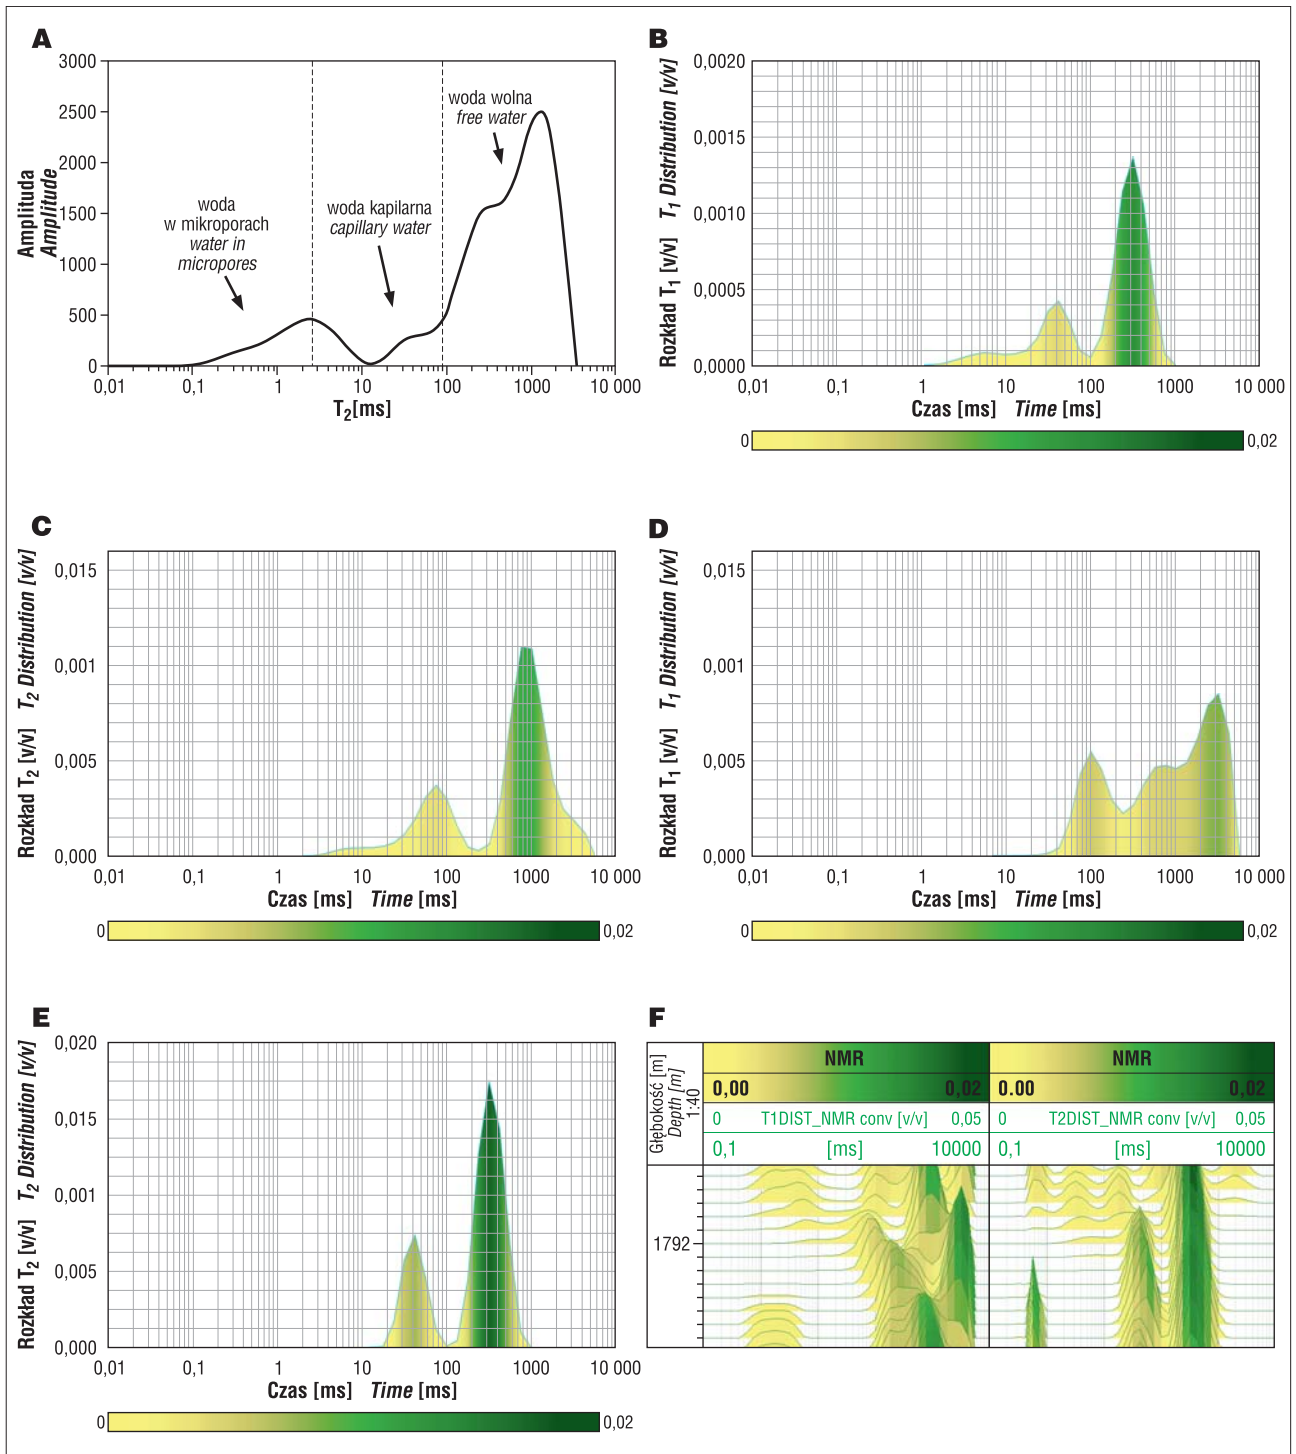 A
3000
2500
2000
1500
1000
500
0
Amplituda
Amplitude
woda
w mikroporach
water in
micropores
woda kapilarna
capillary water
woda wolna
free water
0,01 0,1 1 10 100 1000 10 000
T2[ms]
B
0,0020
0,0015
0,0010
0,0005
0,0000
Rozkład T1 [v/v] T1 Distribution [v/v]
0,01 0,1 1 10 100 1000 10 000
Czas [ms] Time [ms]
0 0,02
C
0,015
0,001
0,005
0,000
Rozkład T2 [v/v] T2 Distribution [v/v]
0,01 0,1 1 10 100 1000 10 000
Czas [ms] Time [ms]
0 0,02
D
0,015
0,001
0,005
0,000
Rozkład T1 [v/v] T1 Distribution [v/v]
0,01 0,1 1 10 100 1000 10 000
Czas [ms] Time [ms]
0 0,02
E
0,020
0,015
0,001
0,005
0,000
Rozkład T2 [v/v] T2 Distribution [v/v]
0,01 0,1 1 10 100 1000 10 000
Czas [ms] Time [ms]
0 0,02
F
Głębokość [m]
Depth [m]
1:40
NMR
0,00 0,02
0 T1DIST_NMR conv [v/v] 0,05
0,1 [ms] 10000
NMR
0.00 0,02
0 T2DIST_NMR conv [v/v] 0,05
0,1 [ms] 10000
1792